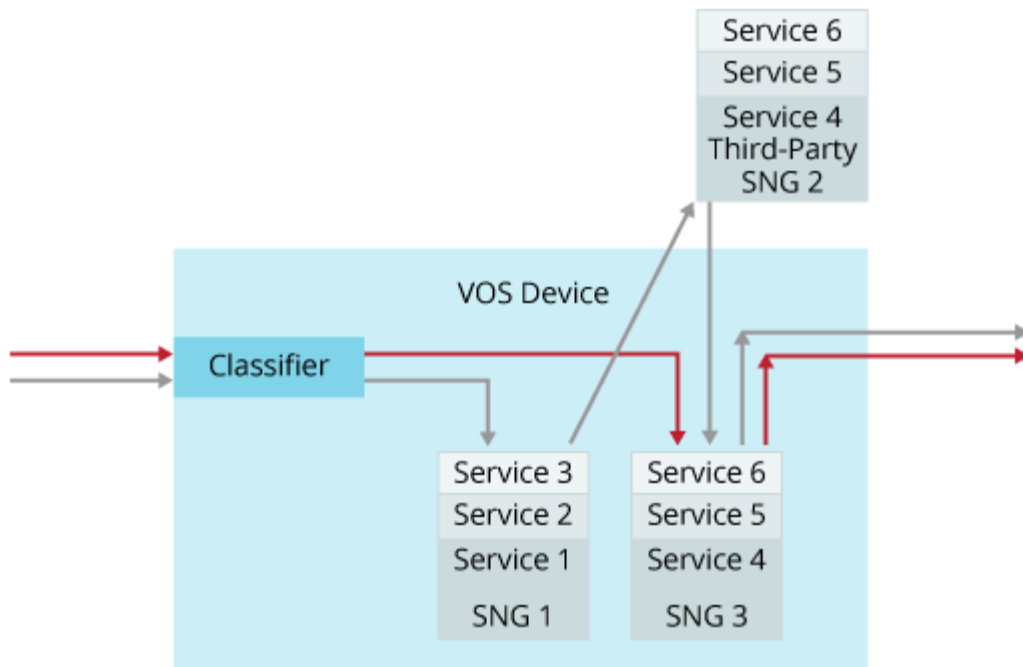 Service 6
Service 5
Service 4
Third-Party
SNG 2
VOS Device
Classifier
Service 3
Service 2
Service 1
SNG 1
Service 6
Service 5
Service 4
SNG 3